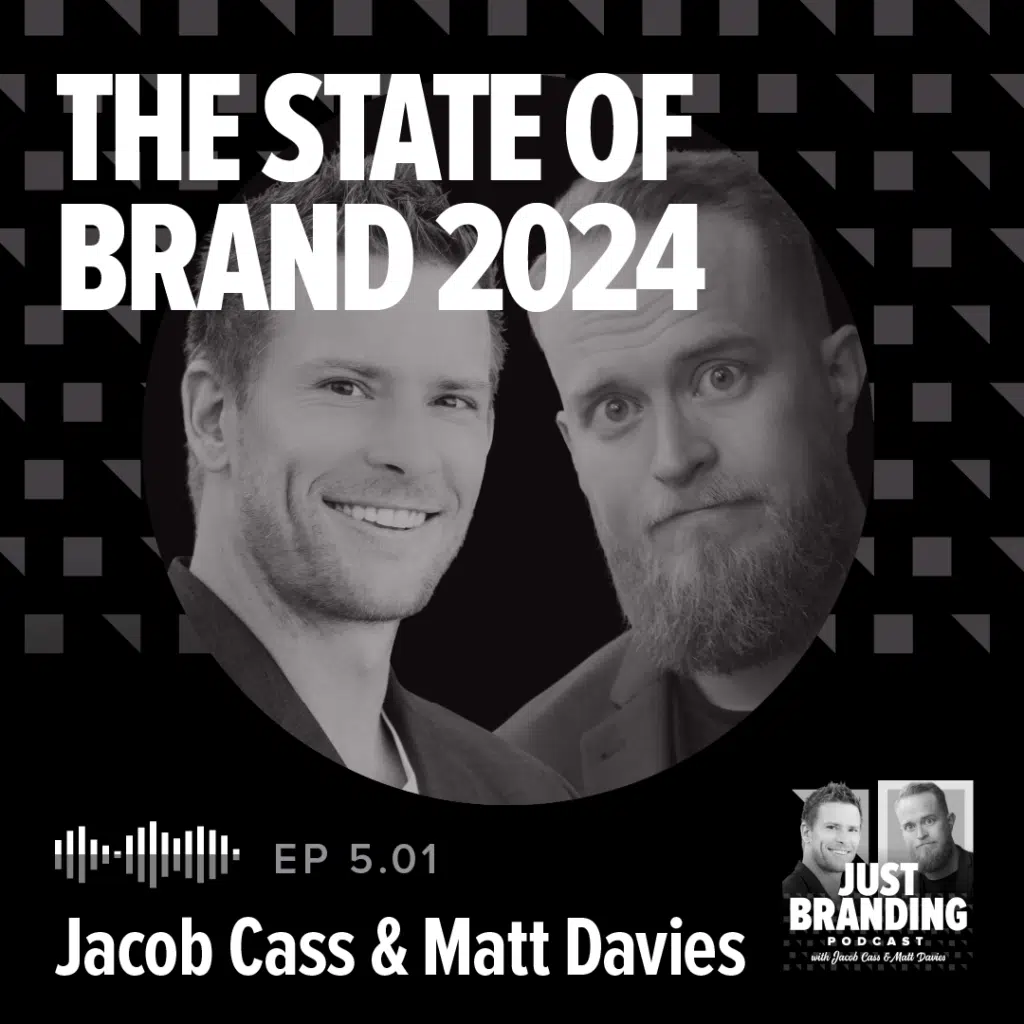 THE STATE OF
BRAND 2024
EP 5.01
Jacob Cass & Matt Davies
JUST
BRANDING
PODCAST
with Jacob Cass & Matt Davies